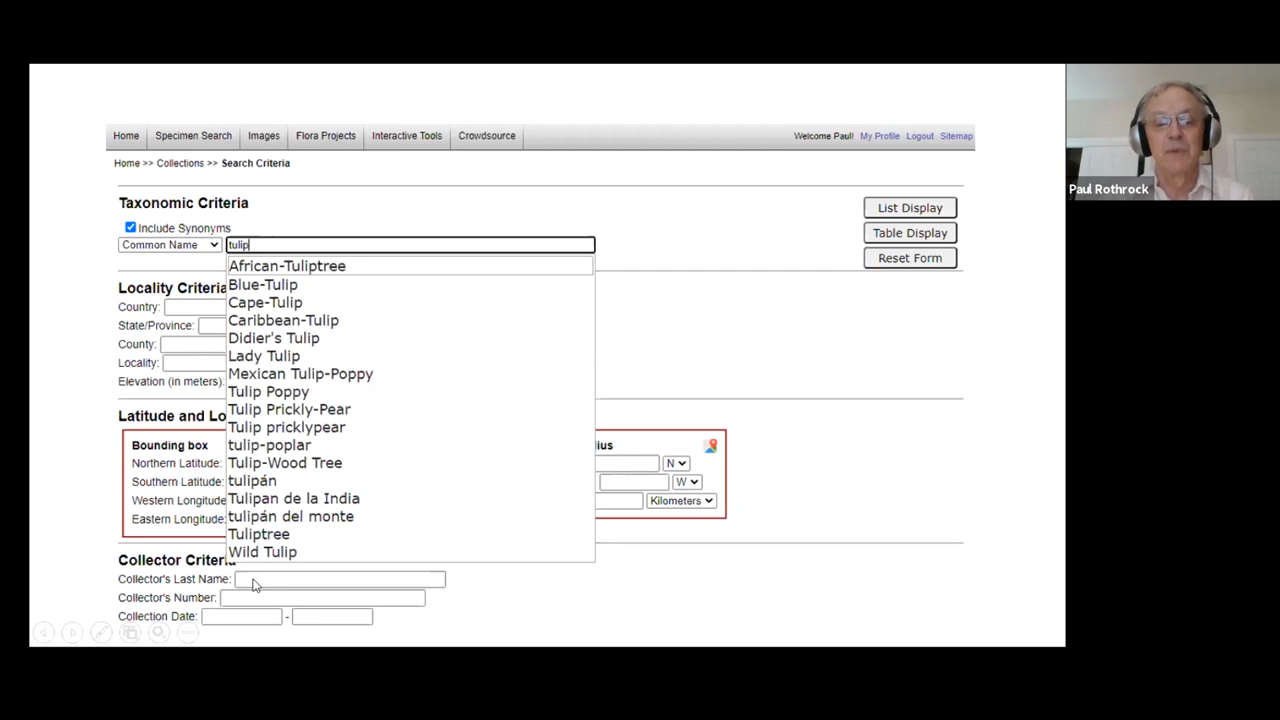 Home Specimen Search Images Flora Projects Interactive Tools Crowdsource Welcome Paul! My Profile Logout Sitemap
Home >> Collections >> Search Criteria
Taxonomic Criteria
Include Synonyms
Common Name tulip
List Display
Table Display
Reset Form
African-Tuliptree
Blue-Tulip
Cape-Tulip
Caribbean-Tulip
Didier's Tulip
Lady Tulip
Mexican Tulip-Poppy
Tulip Poppy
Tulip Prickly-Pear
Tulip pricklypear
tulip-poplar
Tulip-Wood Tree
tulipán
Tulipan de la India
tulipán del monte
Tuliptree
Wild Tulip
Locality Criteria
Country:
State/Province:
County:
Locality:
Elevation (in meters):
Latitude and Lo
Bounding box
Northern Latitude:
Southern Latitude:
Western Longitude
Eastern Longitude:
ius
N
W
Kilometers
Collector Criteria
Collector's Last Name:
Collector's Number:
Collection Date: -
Paul Rothrock